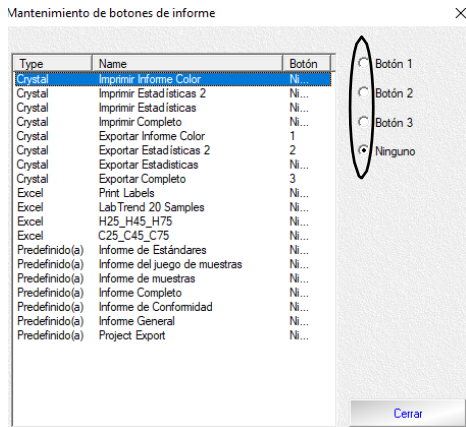 Mantenimiento de botones de informe
Type Name Botón
Crystal Imprimir Informe Color Ni...
Crystal Imprimir Estadísticas 2 Ni...
Crystal Imprimir Estadísticas Ni...
Crystal Imprimir Completo Ni...
Crystal Exportar Informe Color 1
Crystal Exportar Estadísticas 2 2
Crystal Exportar Estadisticas Ni...
Crystal Exportar Completo 3
Excel Print Labels Ni...
Excel LabTrend 20 Samples Ni...
Excel H25_H45_H75 Ni...
Excel C25_C45_C75 Ni...
Predefinido(a) Informe de Estándares Ni...
Predefinido(a) Informe del juego de muestras Ni...
Predefinido(a) Informe de muestras Ni...
Predefinido(a) Informe Completo Ni...
Predefinido(a) Informe de Conformidad Ni...
Predefinido(a) Informe General Ni...
Predefinido(a) Project Export Ni...
Botón 1
Botón 2
Botón 3
Ninguno
Cerrar